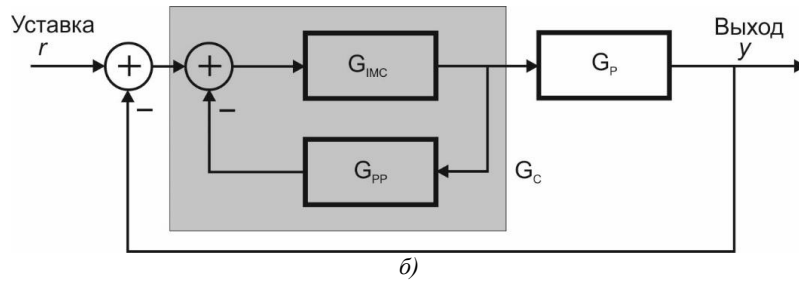 Уставка
r
Выход
y
+
+
G_IMC
G_P
−
−
G_PP
G_C
б)